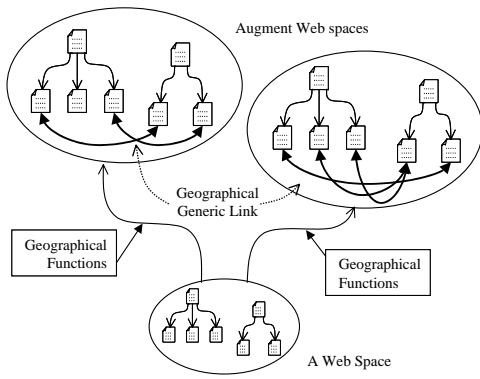 Augment Web spaces
Geographical
Generic Link
Geographical
Functions
Geographical
Functions
A Web Space